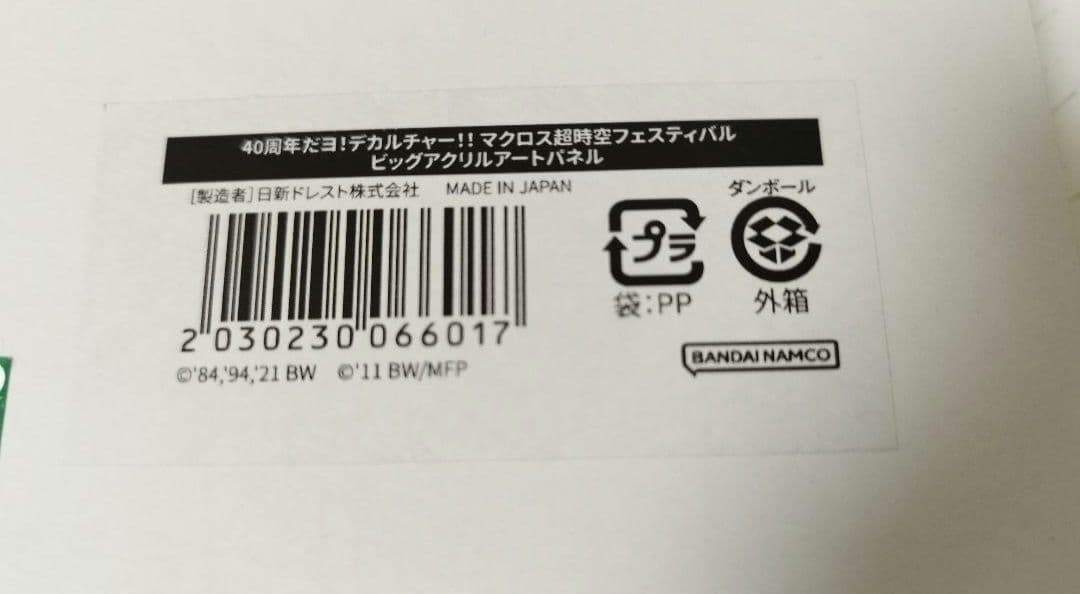 40周年だヨ!デカルチャー!! マクロス超時空フェスティバル
ビッグアクリルアートパネル
[製造者]日新ドレスト株式会社 MADE IN JAPAN
ダンボール
プラ
袋:PP
外箱
2 030230 066017
©'84,'94,'21 BW ©'11 BW/MFP
BANDAI NAMCO